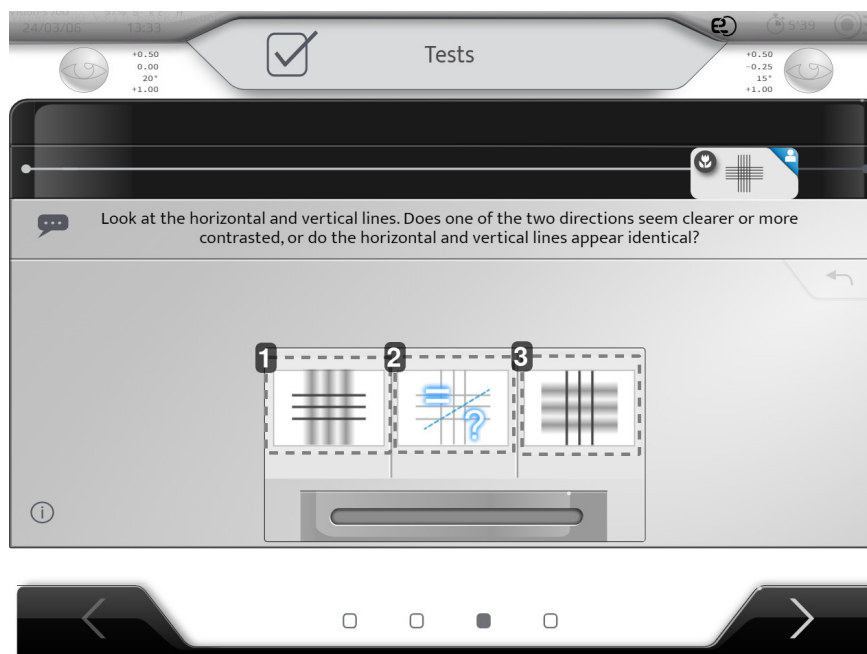 24/03/06 13:33
Tests
5'39
+0.50
0.00
20°
+1.00
+0.50
-0.25
15°
+1.00
Look at the horizontal and vertical lines. Does one of the two directions seem clearer or more
contrasted, or do the horizontal and vertical lines appear identical?
1 2 3
= ?
i